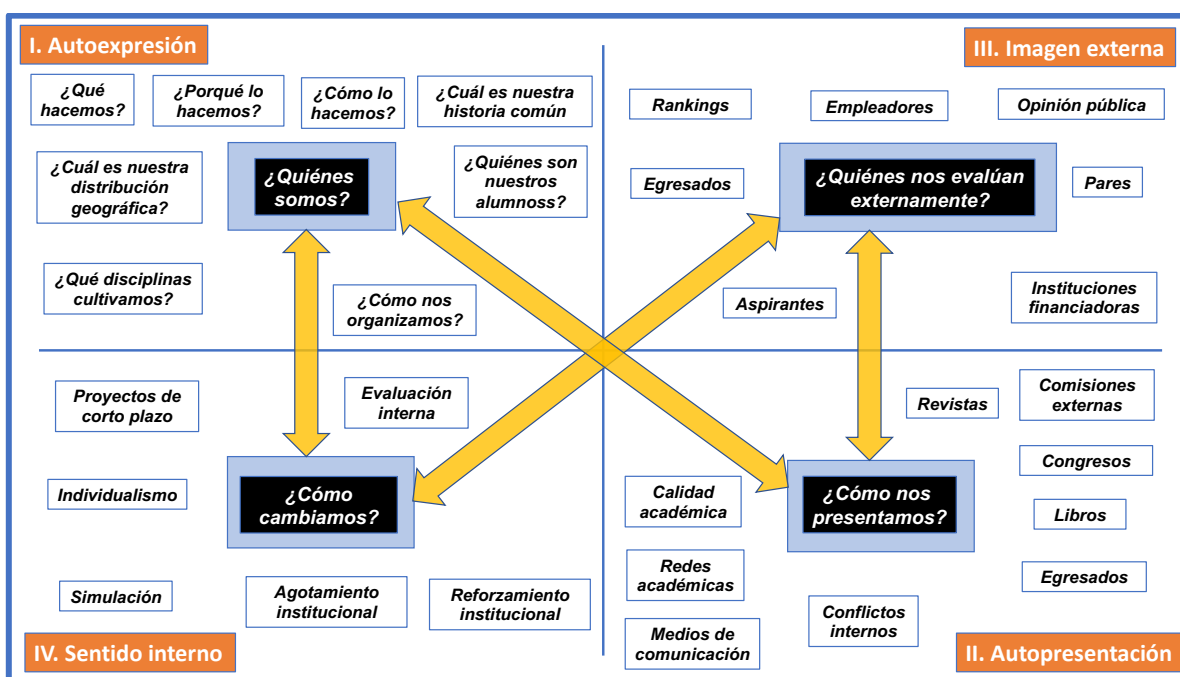 I. Autoexpresión
¿Qué
hacemos?
¿Porqué lo
hacemos?
¿Cómo lo
hacemos?
¿Cuál es nuestra
historia común
¿Cuál es nuestra
distribución
geográfica?
¿Quiénes
somos?
¿Quiénes son
nuestros
alumnoss?
¿Qué disciplinas
cultivamos?
¿Cómo nos
organizamos?
III. Imagen externa
Rankings
Empleadores
Opinión pública
Egresados
¿Quiénes nos evalúan
externamente?
Pares
Aspirantes
Instituciones
financiadoras
Proyectos de
corto plazo
Evaluación
interna
Individualismo
¿Cómo
cambiamos?
Simulación
Agotamiento
institucional
Reforzamiento
institucional
IV. Sentido interno
Revistas
Comisiones
externas
Calidad
académica
¿Cómo nos
presentamos?
Congresos
Libros
Redes
académicas
Egresados
Conflictos
internos
Medios de
comunicación
II. Autopresentación